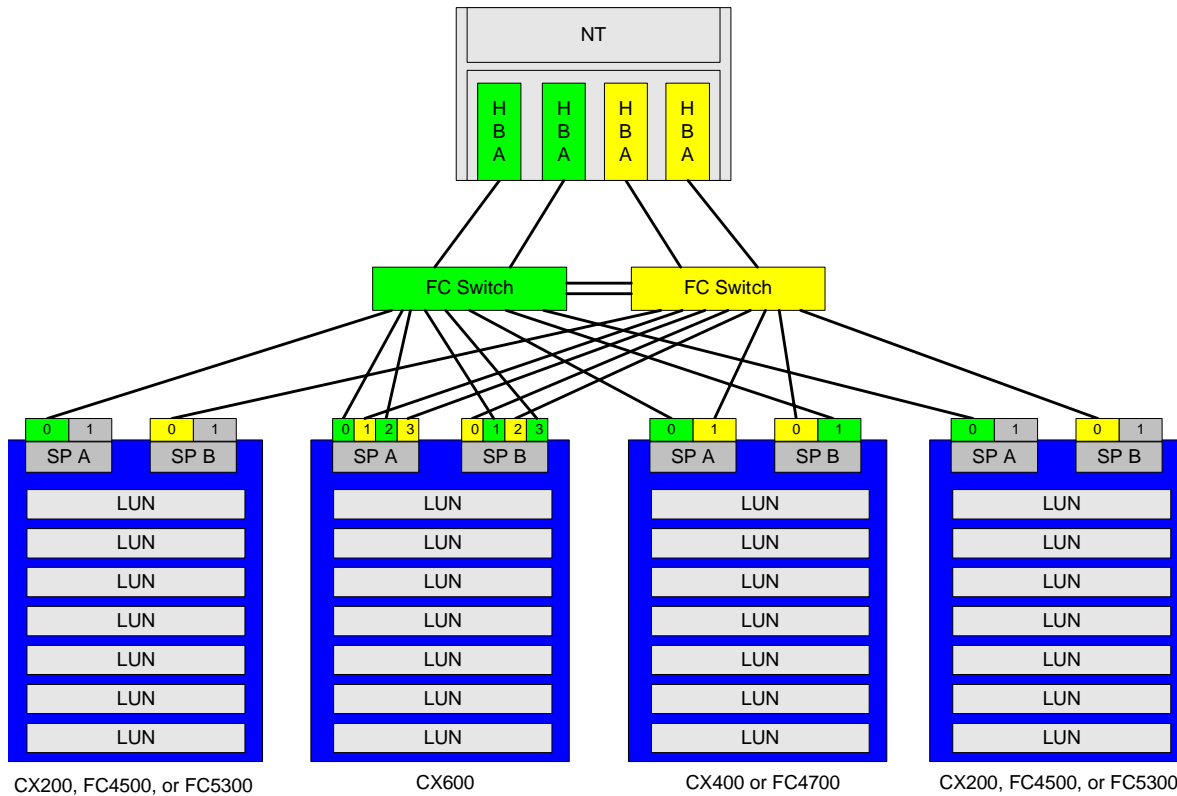 NT
H B A H B A H B A H B A
FC Switch FC Switch
0 1 0 1 0 1 2 3 0 1 2 3 0 1 0 1 0 1 0 1
SP A SP B SP A SP B SP A SP B SP A SP B
LUN LUN LUN LUN
LUN LUN LUN LUN
LUN LUN LUN LUN
LUN LUN LUN LUN
LUN LUN LUN LUN
LUN LUN LUN LUN
LUN LUN LUN LUN
CX200, FC4500, or FC5300 CX600 CX400 or FC4700 CX200, FC4500, or FC5300